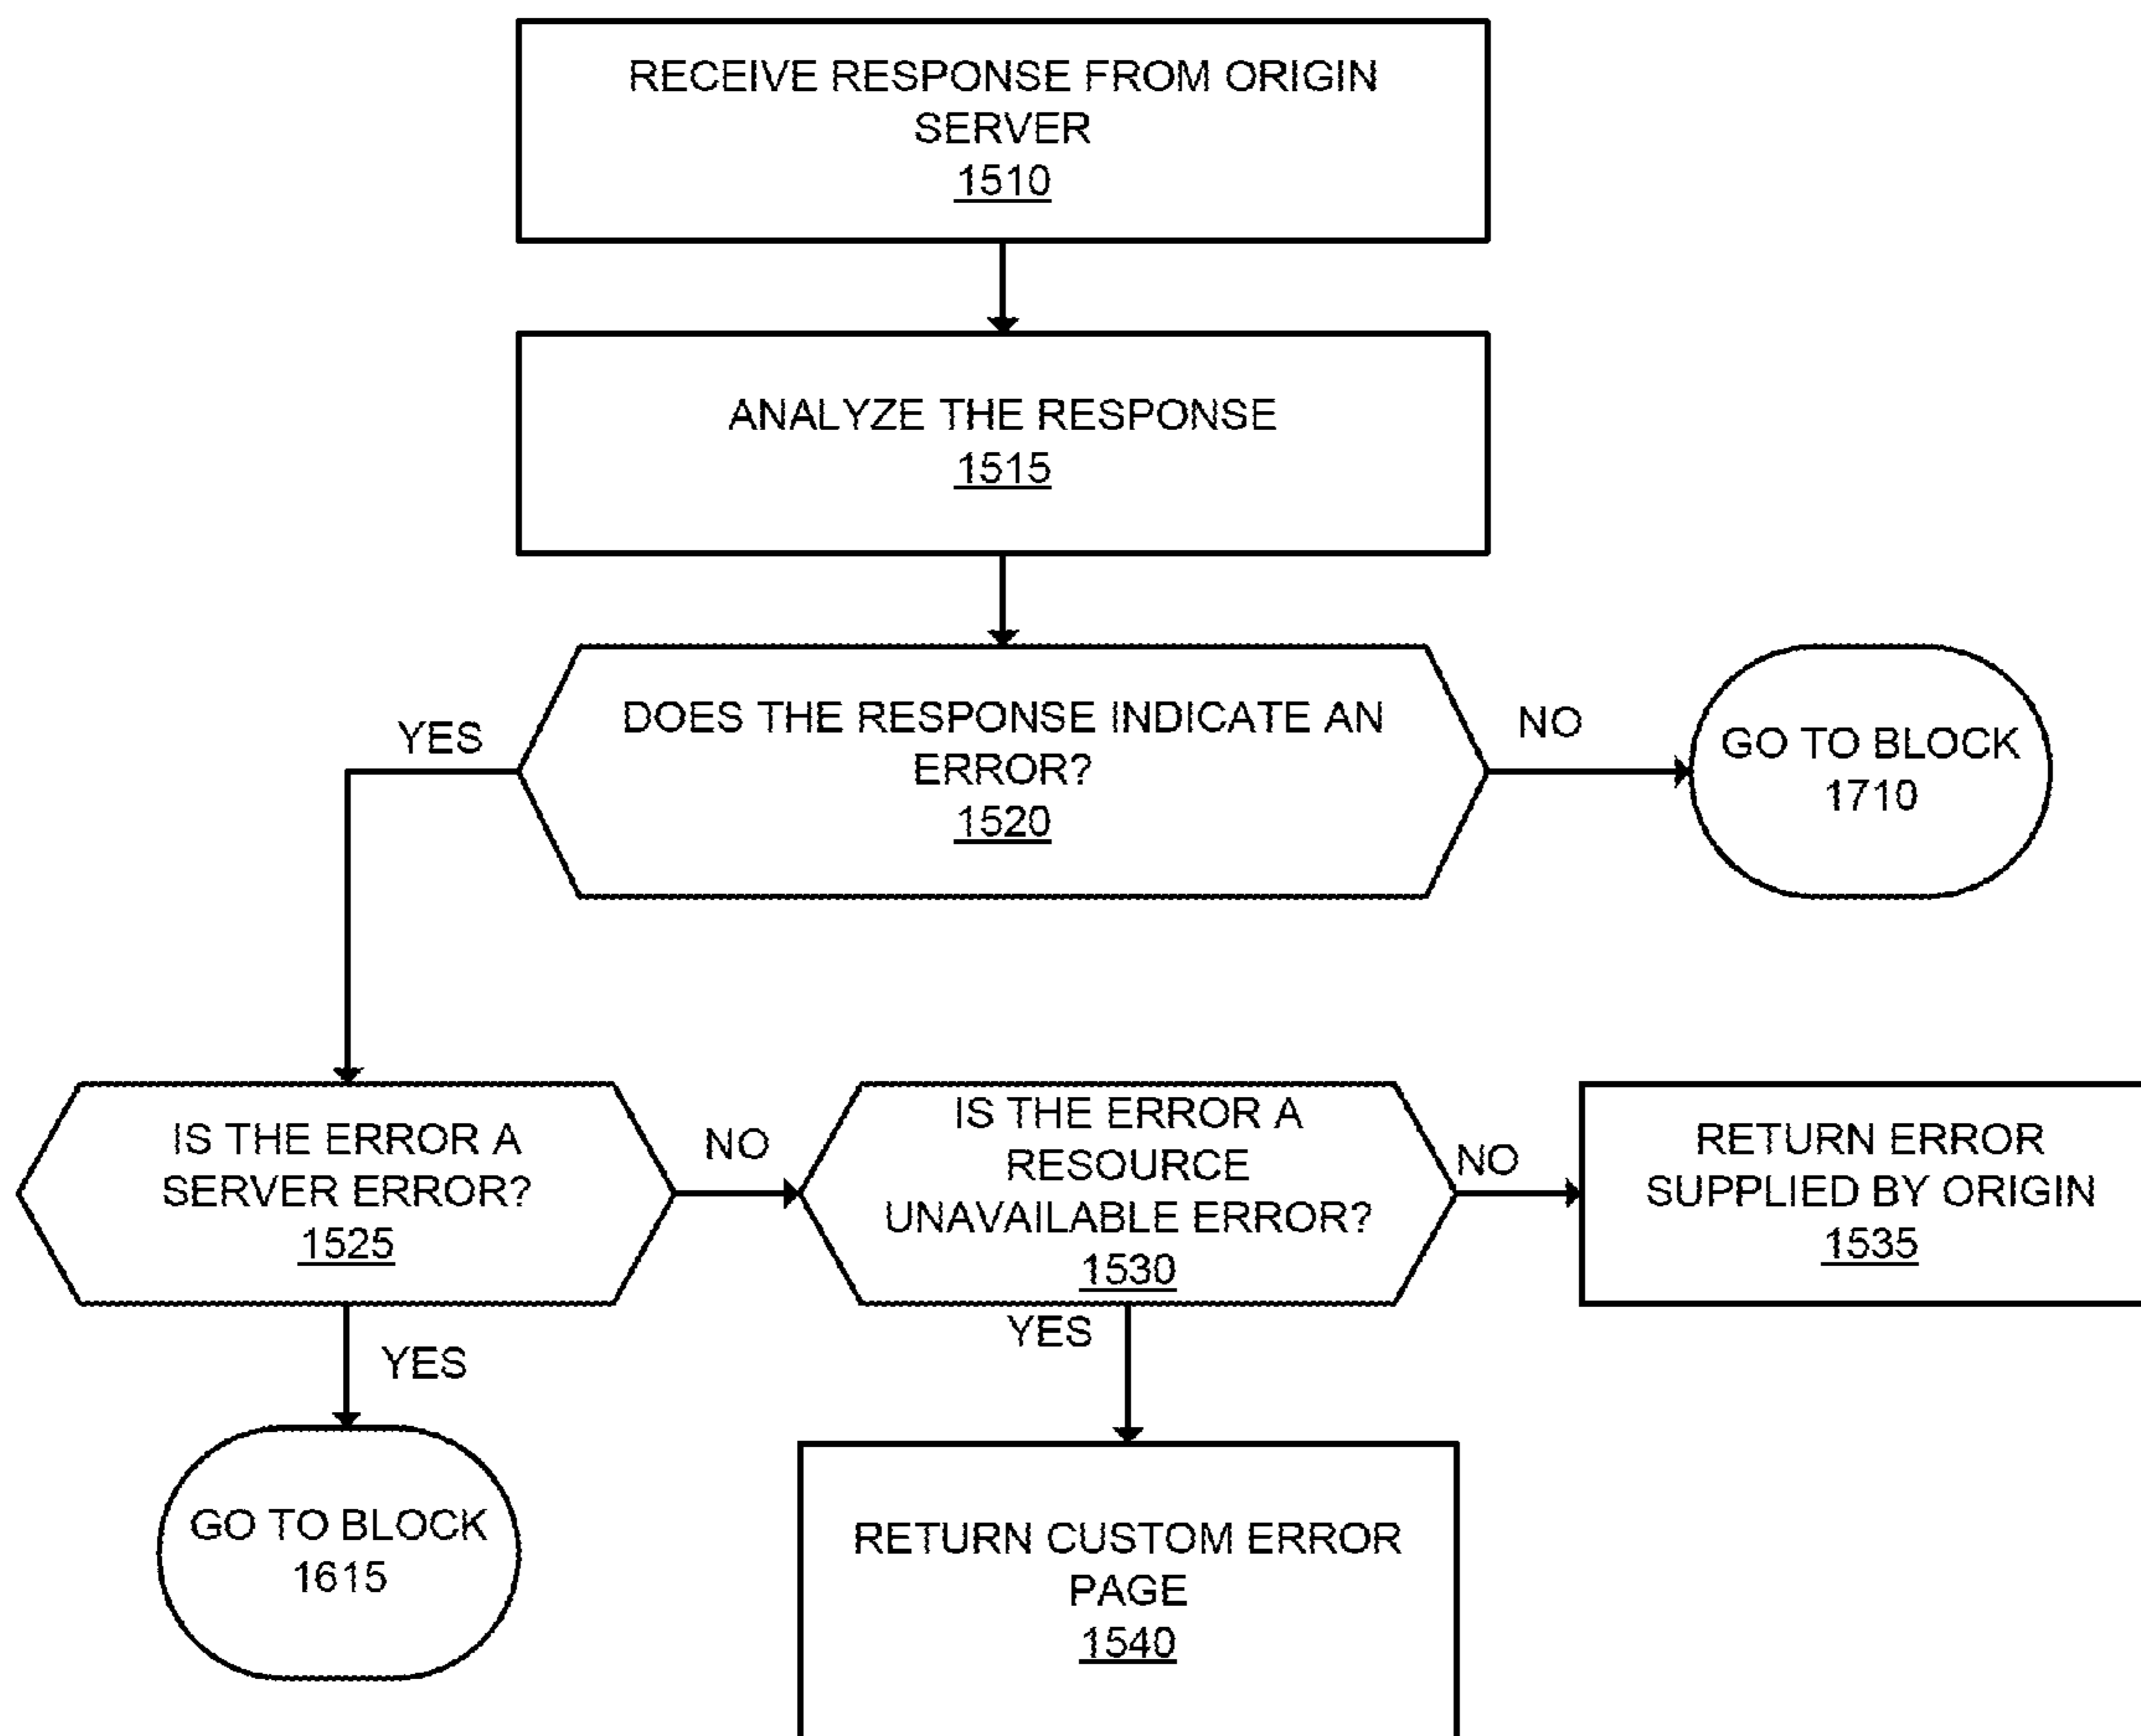 RECEIVE RESPONSE FROM ORIGIN
SERVER
1510
ANALYZE THE RESPONSE
1515
DOES THE RESPONSE INDICATE AN
ERROR?
1520
YES
NO
GO TO BLOCK
1710
IS THE ERROR A
SERVER ERROR?
1525
NO
IS THE ERROR A
RESOURCE
UNAVAILABLE ERROR?
1530
NO
RETURN ERROR
SUPPLIED BY ORIGIN
1535
YES
GO TO BLOCK
1615
YES
RETURN CUSTOM ERROR
PAGE
1540